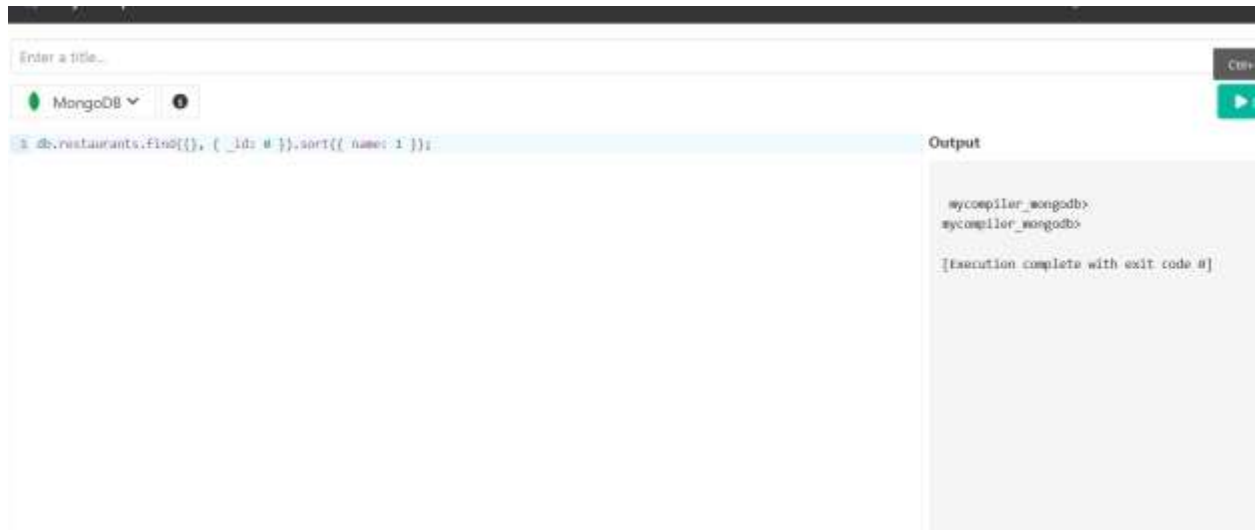 Enter a title...
Ctrl+
MongoDB
1 db.restaurants.find({}, { _id: 0 }).sort({ name: 1 });
Output
mycompiler_mongodb>
mycompiler_mongodb>
[Execution complete with exit code 0]